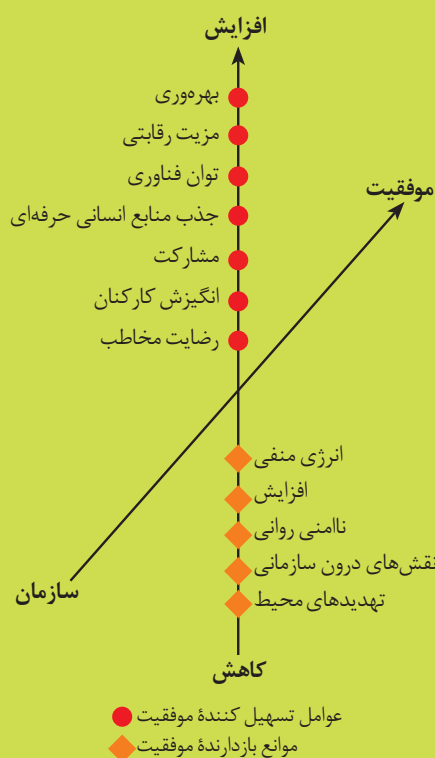 افزایش
بهره‌وری
مزیت رقابتی
توان فناوری
موفقیت
جذب منابع انسانی حرفه‌ای
مشارکت
انگیزش کارکنان
رضایت مخاطب
انرژی منفی
افزایش
ناامنی روانی
نقش‌های درون سازمانی
سازمان
تهدیدهای محیط
کاهش
عوامل تسهیل کنندهٔ موفقیت
موانع بازدارندهٔ موفقیت